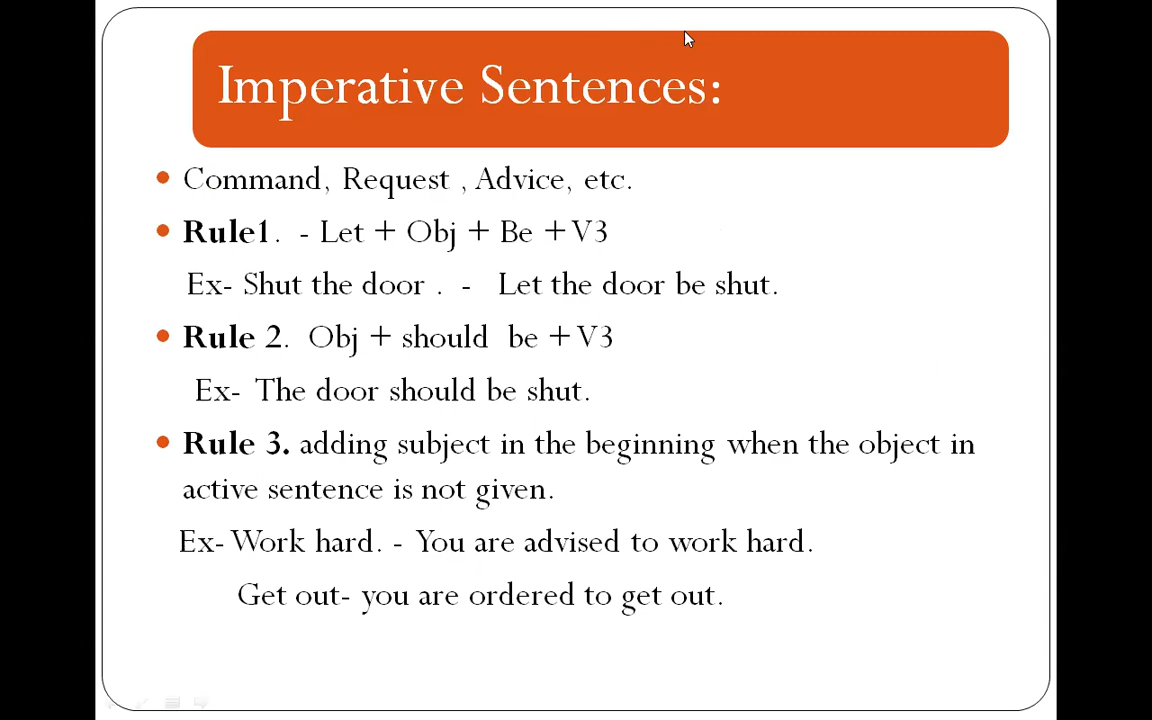 Imperative Sentences:
Command, Request , Advice, etc.
Rule1. - Let + Obj + Be + V3
Ex- Shut the door . - Let the door be shut.
Rule 2. Obj + should be + V3
Ex- The door should be shut.
Rule 3. adding subject in the beginning when the object in
active sentence is not given.
Ex- Work hard. - You are advised to work hard.
Get out- you are ordered to get out.